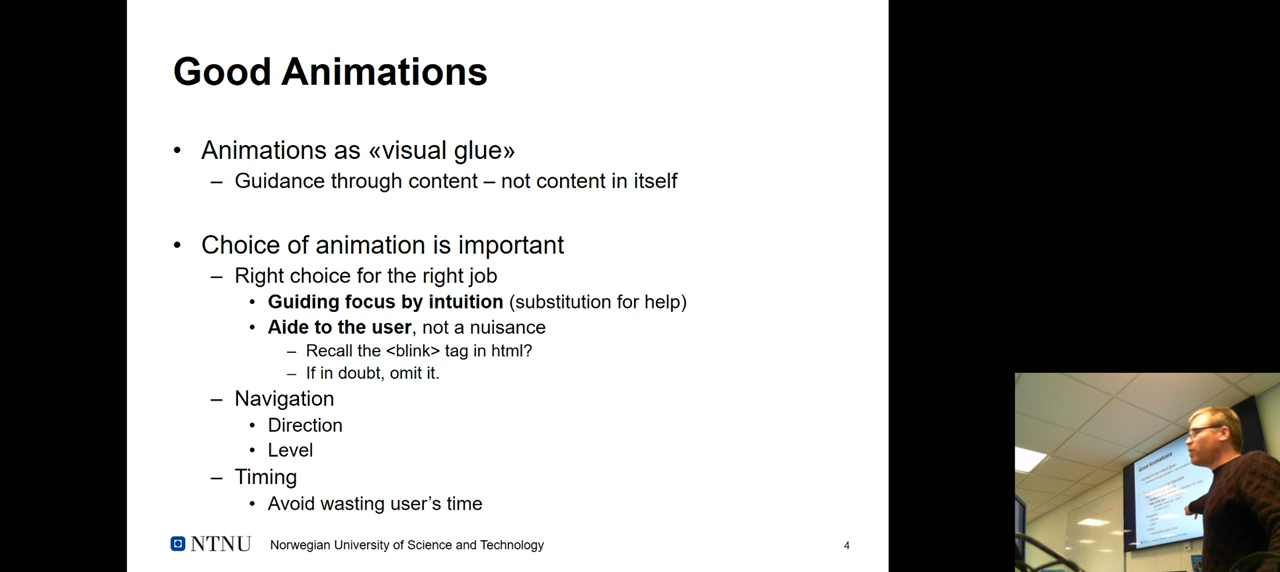 Good Animations
• Animations as «visual glue»
– Guidance through content – not content in itself
• Choice of animation is important
– Right choice for the right job
• Guiding focus by intuition (substitution for help)
• Aide to the user, not a nuisance
– Recall the <blink> tag in html?
– If in doubt, omit it.
– Navigation
• Direction
• Level
– Timing
• Avoid wasting user’s time
NTNU Norwegian University of Science and Technology 4
Good Animations